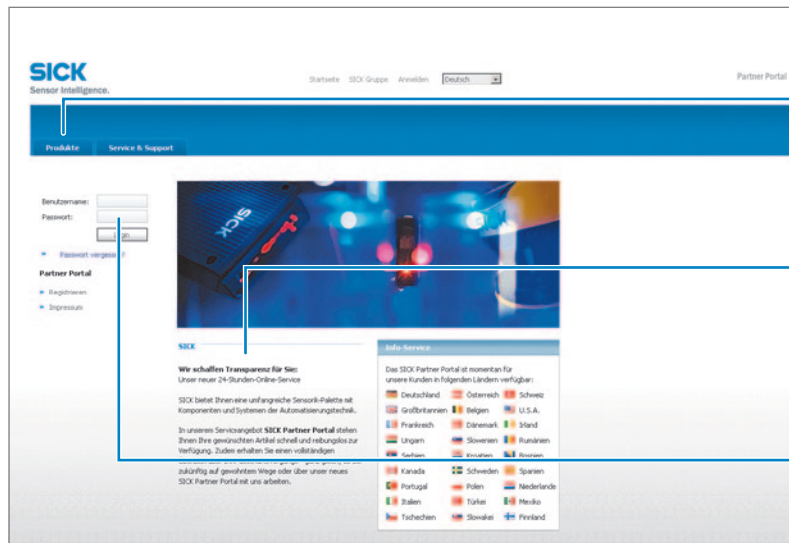 SICK
Sensor Intelligence.
Startseite SICK Gruppe Anmelden Deutsch
Partner Portal
Produkte Service & Support
Benutzername:
Passwort:
Login
Passwort vergessen?
Partner Portal
Registrieren
Impressum
SICK
SICK
Wir schaffen Transparenz für Sie:
Unser neuer 24-Stunden-Online-Service
SICK bietet Ihnen eine umfangreiche Sensorik-Palette mit
Komponenten und Systemen der Automatisierungstechnik.
In unserem Serviceangebot SICK Partner Portal stehen
Ihnen Ihre gewünschten Artikel schnell und reibungslos zur
Verfügung. Zudem erhalten Sie einen vollständigen
zukünftig auf gewohntem Wege oder über unser neues
SICK Partner Portal mit uns arbeiten.
Info-Service
Das SICK Partner Portal ist momentan für
unsere Kunden in folgenden Ländern verfügbar:
Deutschland Österreich Schweiz
Großbritannien Belgien U.S.A.
Frankreich Dänemark Irland
Ungarn Slowenien Rumänien
Serbien Kroatien Bosnien
Kanada Schweden Spanien
Portugal Polen Niederlande
Italien Türkei Mexiko
Tschechien Slowakei Finnland